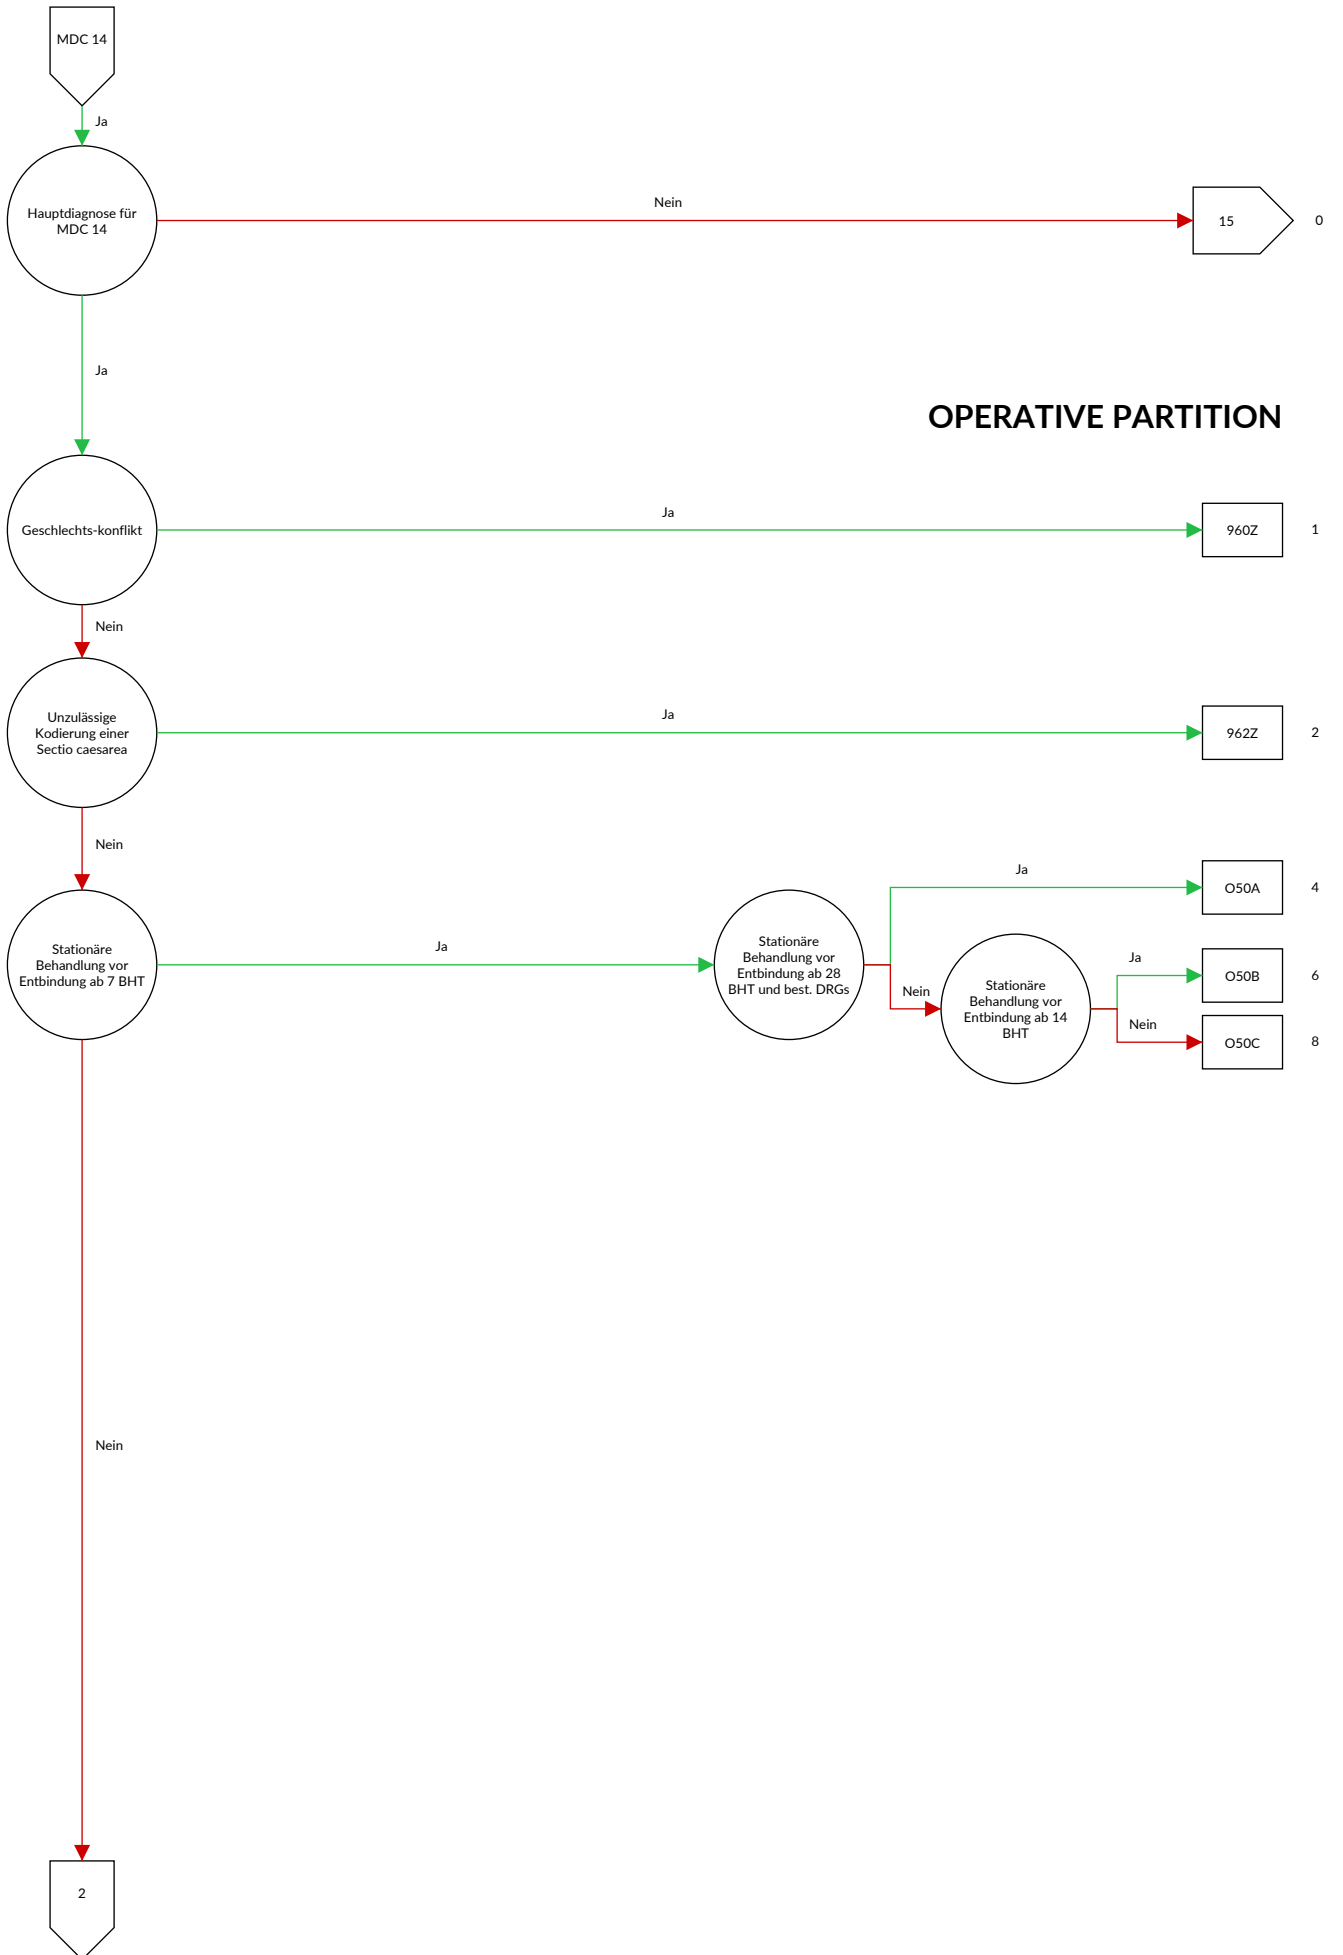 MDC 14
Ja
Hauptdiagnose für
MDC 14
Nein
15
0
Ja
OPERATIVE PARTITION
Geschlechts-konflikt
Ja
960Z
1
Nein
Unzulässige
Kodierung einer
Sectio caesarea
Ja
962Z
2
Nein
Stationäre
Behandlung vor
Entbindung ab 7 BHT
Ja
Stationäre
Behandlung vor
Entbindung ab 28
BHT und best. DRGs
Ja
O50A
4
Nein
Stationäre
Behandlung vor
Entbindung ab 14
BHT
Ja
O50B
6
Nein
O50C
8
Nein
2